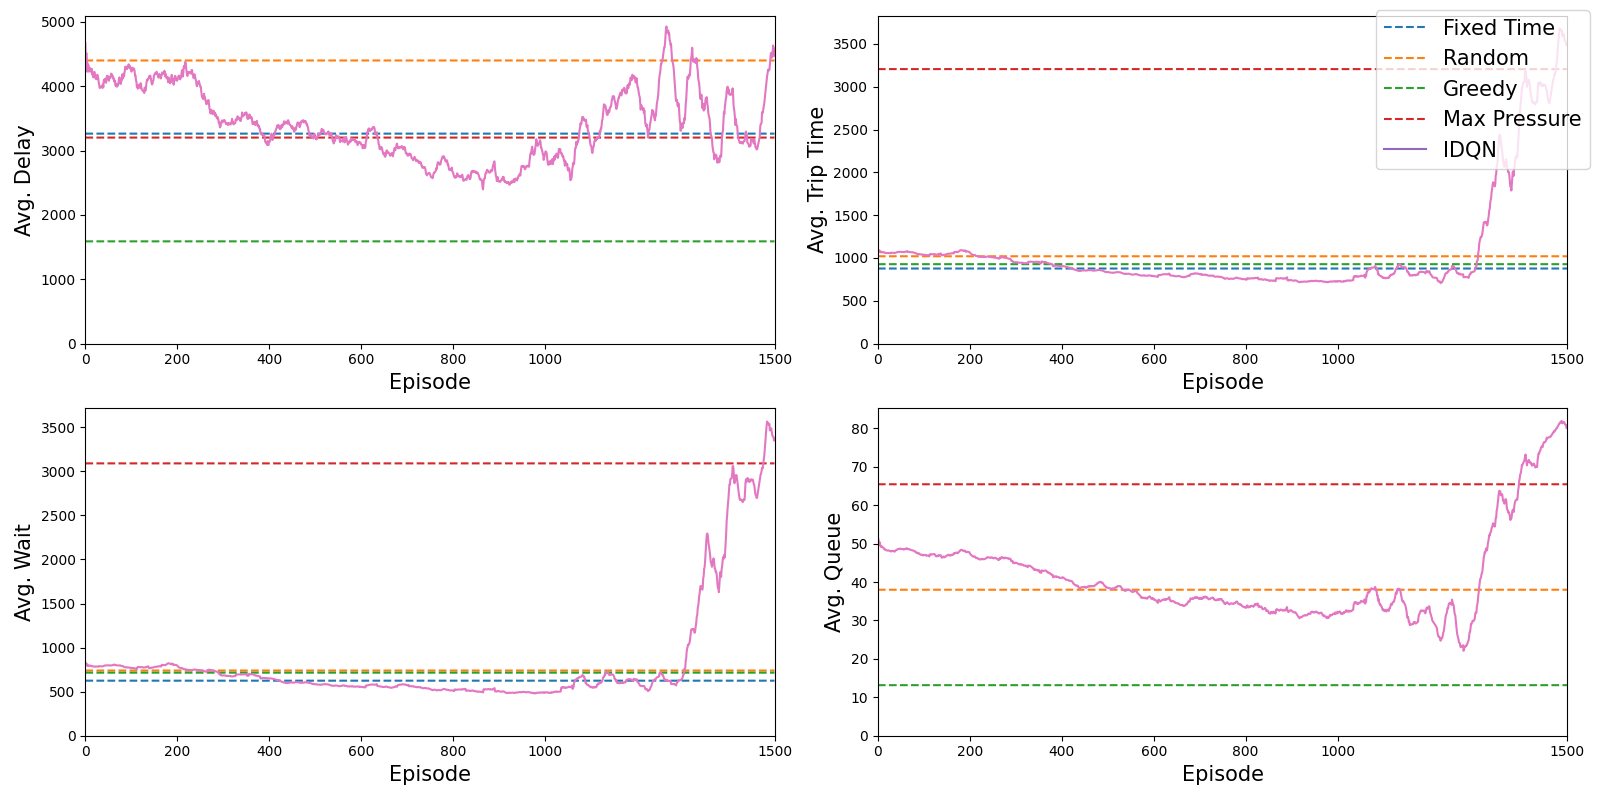 5000
4000
3000
2000
1000
0
Avg. Delay
0 200 400 600 800 1000 1500
Episode
3500
3000
2500
2000
1500
1000
500
0
Avg. Trip Time
0 200 400 600 800 1000 1500
Episode
Fixed Time
Random
Greedy
Max Pressure
IDQN
3500
3000
2500
2000
1500
1000
500
0
Avg. Wait
0 200 400 600 800 1000 1500
Episode
80
70
60
50
40
30
20
10
0
Avg. Queue
0 200 400 600 800 1000 1500
Episode